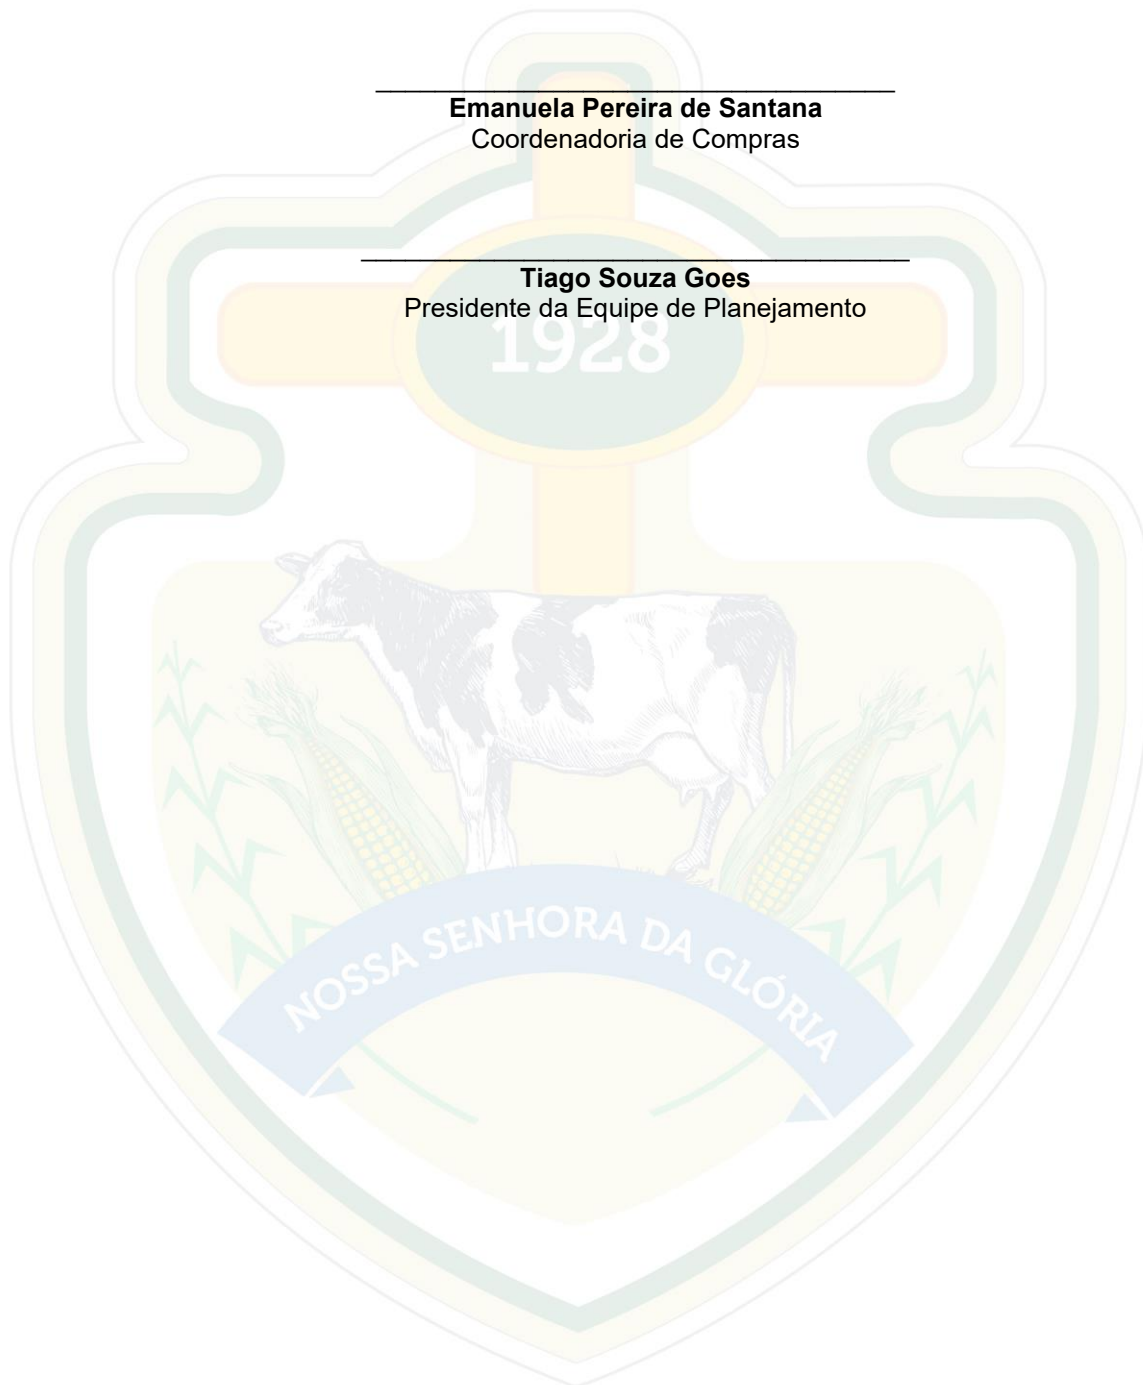 Emanuela Pereira de Santana
Coordenadoria de Compras
Tiago Souza Goes
Presidente da Equipe de Planejamento
1928
NOSSA SENHORA DA GLÓRIA